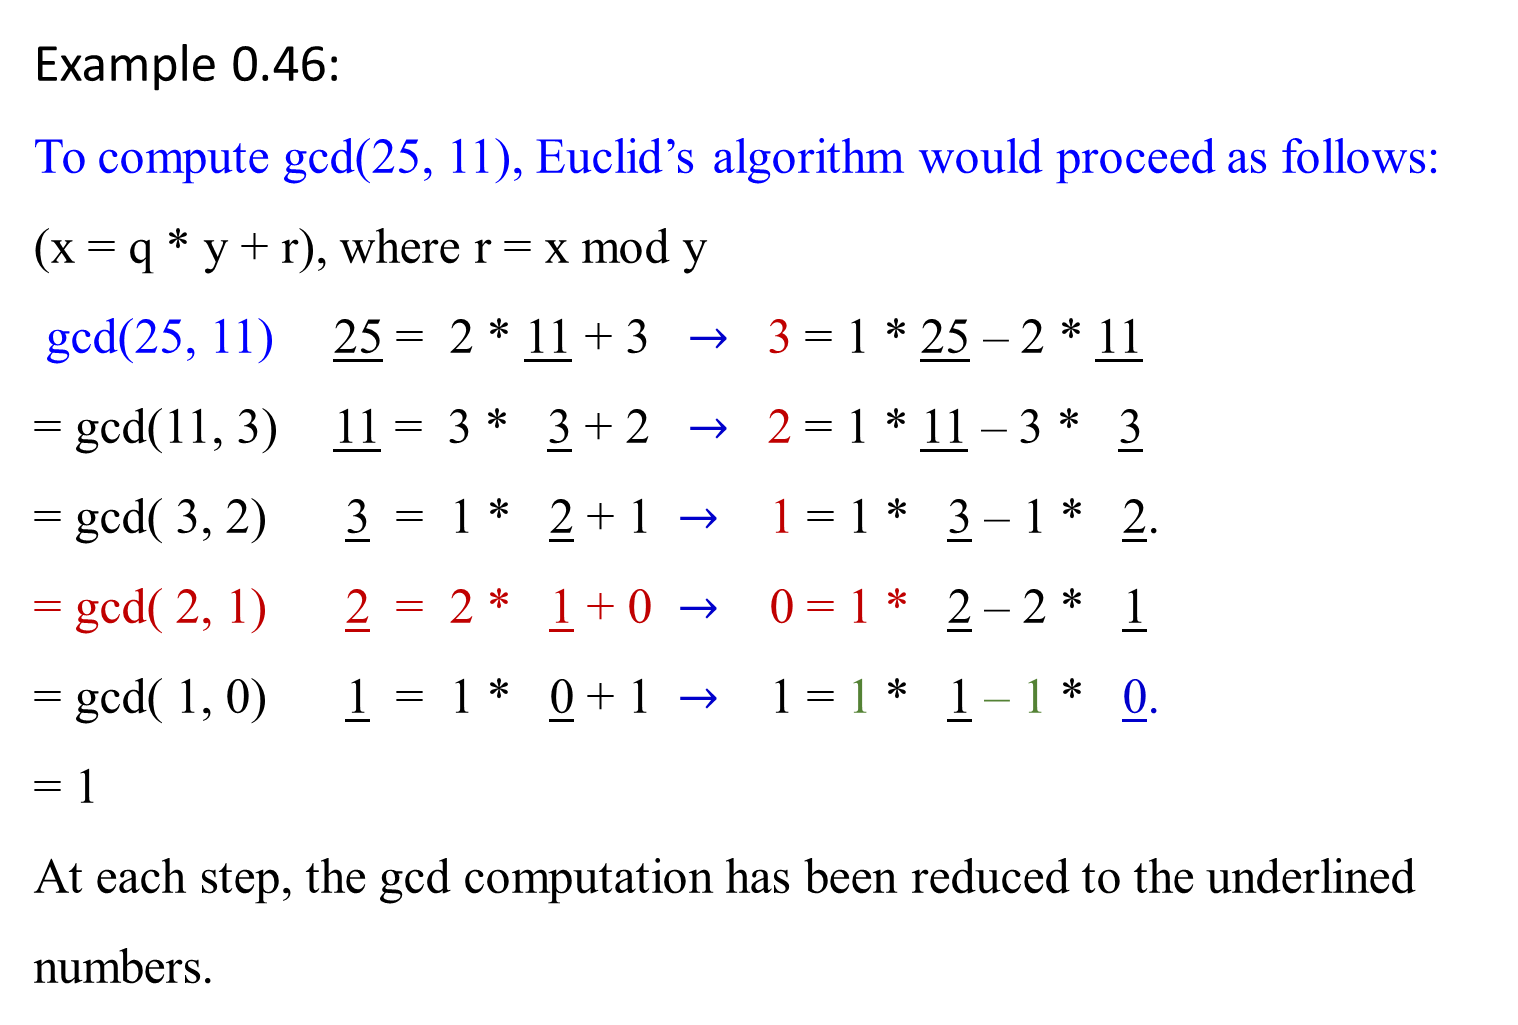 Example 0.46:
To compute gcd(25, 11), Euclid’s algorithm would proceed as follows:
(x = q * y + r), where r = x mod y
gcd(25, 11) 25 = 2 * 11 + 3 → 3 = 1 * 25 – 2 * 11
= gcd(11, 3) 11 = 3 * 3 + 2 → 2 = 1 * 11 – 3 * 3
= gcd( 3, 2) 3 = 1 * 2 + 1 → 1 = 1 * 3 – 1 * 2.
= gcd( 2, 1) 2 = 2 * 1 + 0 → 0 = 1 * 2 – 2 * 1
= gcd( 1, 0) 1 = 1 * 0 + 1 → 1 = 1 * 1 – 1 * 0.
= 1
At each step, the gcd computation has been reduced to the underlined
numbers.